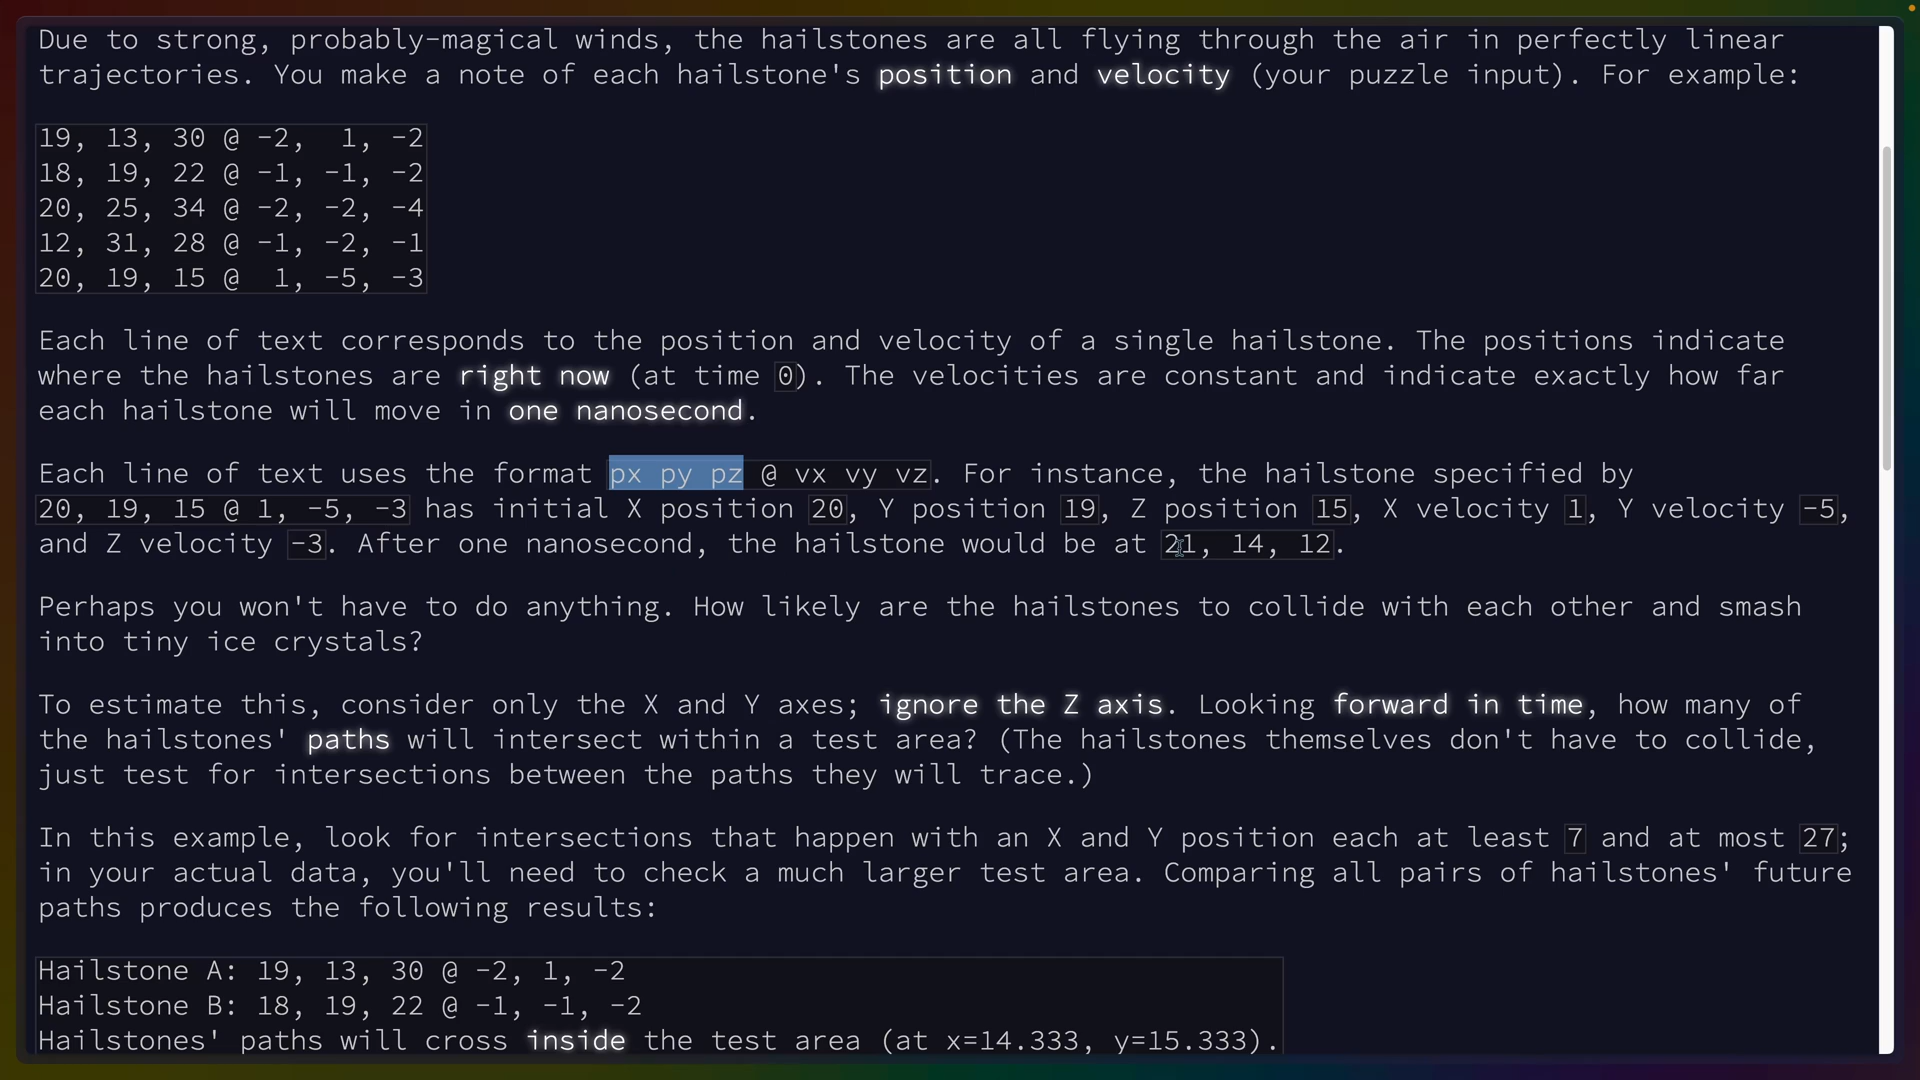 Due to strong, probably-magical winds, the hailstones are all flying through the air in perfectly linear
trajectories. You make a note of each hailstone's position and velocity (your puzzle input). For example:
19, 13, 30 @ -2,  1, -2
18, 19, 22 @ -1, -1, -2
20, 25, 34 @ -2, -2, -4
12, 31, 28 @ -1, -2, -1
20, 19, 15 @  1, -5, -3
Each line of text corresponds to the position and velocity of a single hailstone. The positions indicate
where the hailstones are right now (at time 0). The velocities are constant and indicate exactly how far
each hailstone will move in one nanosecond.
Each line of text uses the format px py pz @ vx vy vz. For instance, the hailstone specified by
20, 19, 15 @ 1, -5, -3 has initial X position 20, Y position 19, Z position 15, X velocity 1, Y velocity -5,
and Z velocity -3. After one nanosecond, the hailstone would be at 21, 14, 12.
Perhaps you won't have to do anything. How likely are the hailstones to collide with each other and smash
into tiny ice crystals?
To estimate this, consider only the X and Y axes; ignore the Z axis. Looking forward in time, how many of
the hailstones' paths will intersect within a test area? (The hailstones themselves don't have to collide,
just test for intersections between the paths they will trace.)
In this example, look for intersections that happen with an X and Y position each at least 7 and at most 27;
in your actual data, you'll need to check a much larger test area. Comparing all pairs of hailstones' future
paths produces the following results:
Hailstone A: 19, 13, 30 @ -2, 1, -2
Hailstone B: 18, 19, 22 @ -1, -1, -2
Hailstones' paths will cross inside the test area (at x=14.333, y=15.333).